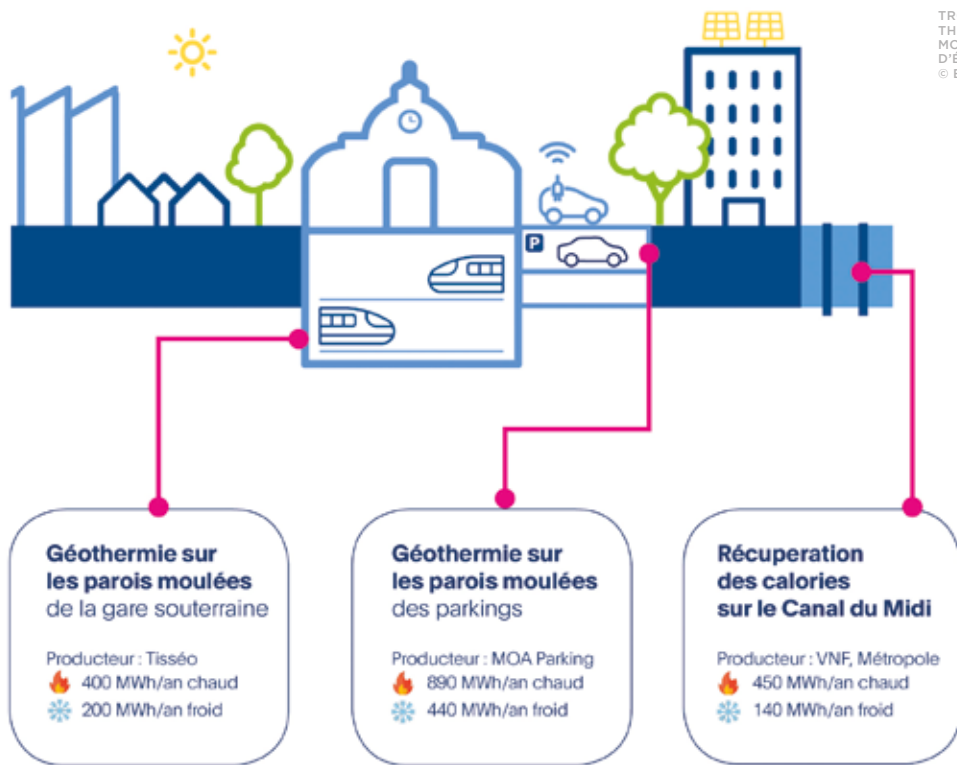 P
Géothermie sur
les parois moulées
de la gare souterraine
Producteur : Tisséo
400 MWh/an chaud
200 MWh/an froid
Géothermie sur
les parois moulées
des parkings
Producteur : MOA Parking
890 MWh/an chaud
440 MWh/an froid
Récuperation
des calories
sur le Canal du Midi
Producteur : VNF, Métropole
450 MWh/an chaud
140 MWh/an froid